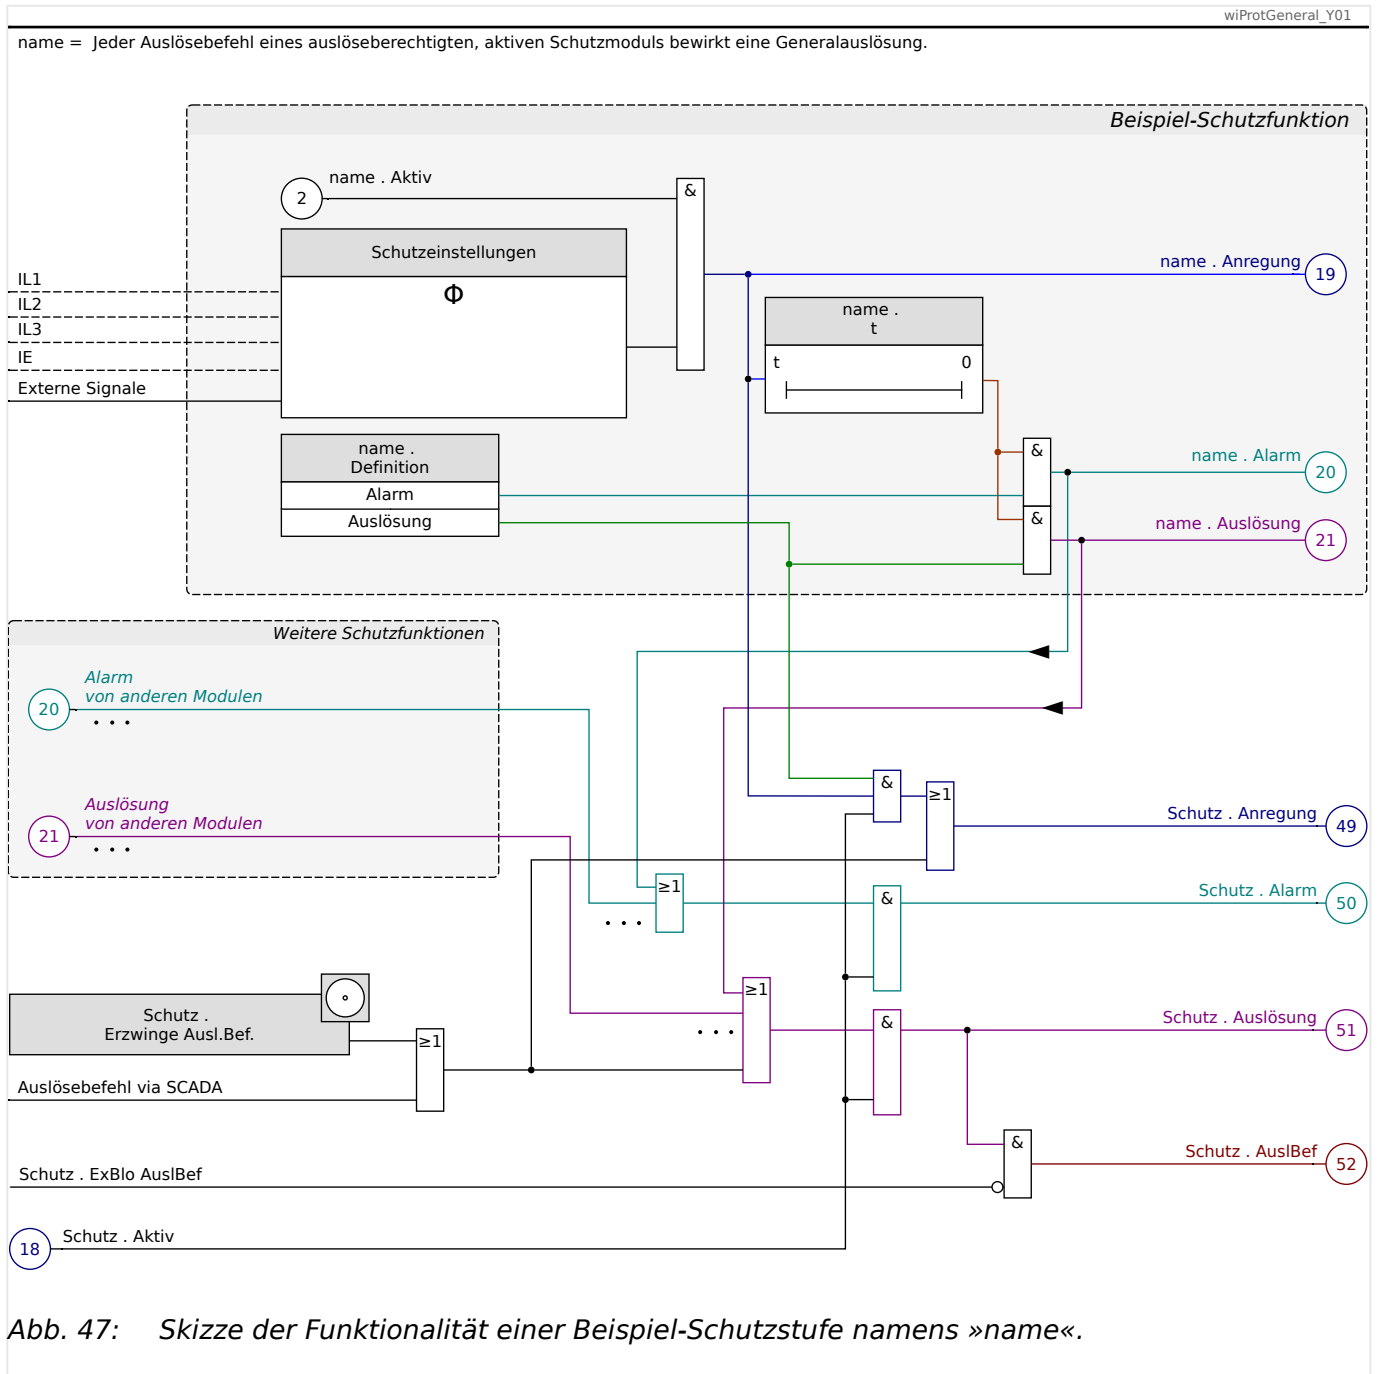 wiProtGeneral_Y01
name = Jeder Auslösebefehl eines auslöseberechtigten, aktiven Schutzmoduls bewirkt eine Generalauslösung.
Beispiel-Schutzfunktion
name . Aktiv
2
&
Schutzeinstellungen
Φ
IL1
IL2
IL3
IE
Externe Signale
name . Anregung
19
name .
t
t 0
name .
Definition
Alarm
Auslösung
&
name . Alarm
20
&
name . Auslösung
21
Weitere Schutzfunktionen
Alarm
von anderen Modulen
20
• • •
Auslösung
von anderen Modulen
21
• • •
&
≥1
Schutz . Anregung
49
≥1
• • •
&
Schutz . Alarm
50
Schutz .
Erzwinge Ausl.Bef.
≥1
Auslösebefehl via SCADA
≥1
• • •
&
Schutz . Auslösung
51
&
Schutz . AuslBef
52
Schutz . ExBlo AuslBef
18
Schutz . Aktiv
Abb. 47: Skizze der Funktionalität einer Beispiel-Schutzstufe namens »name«.